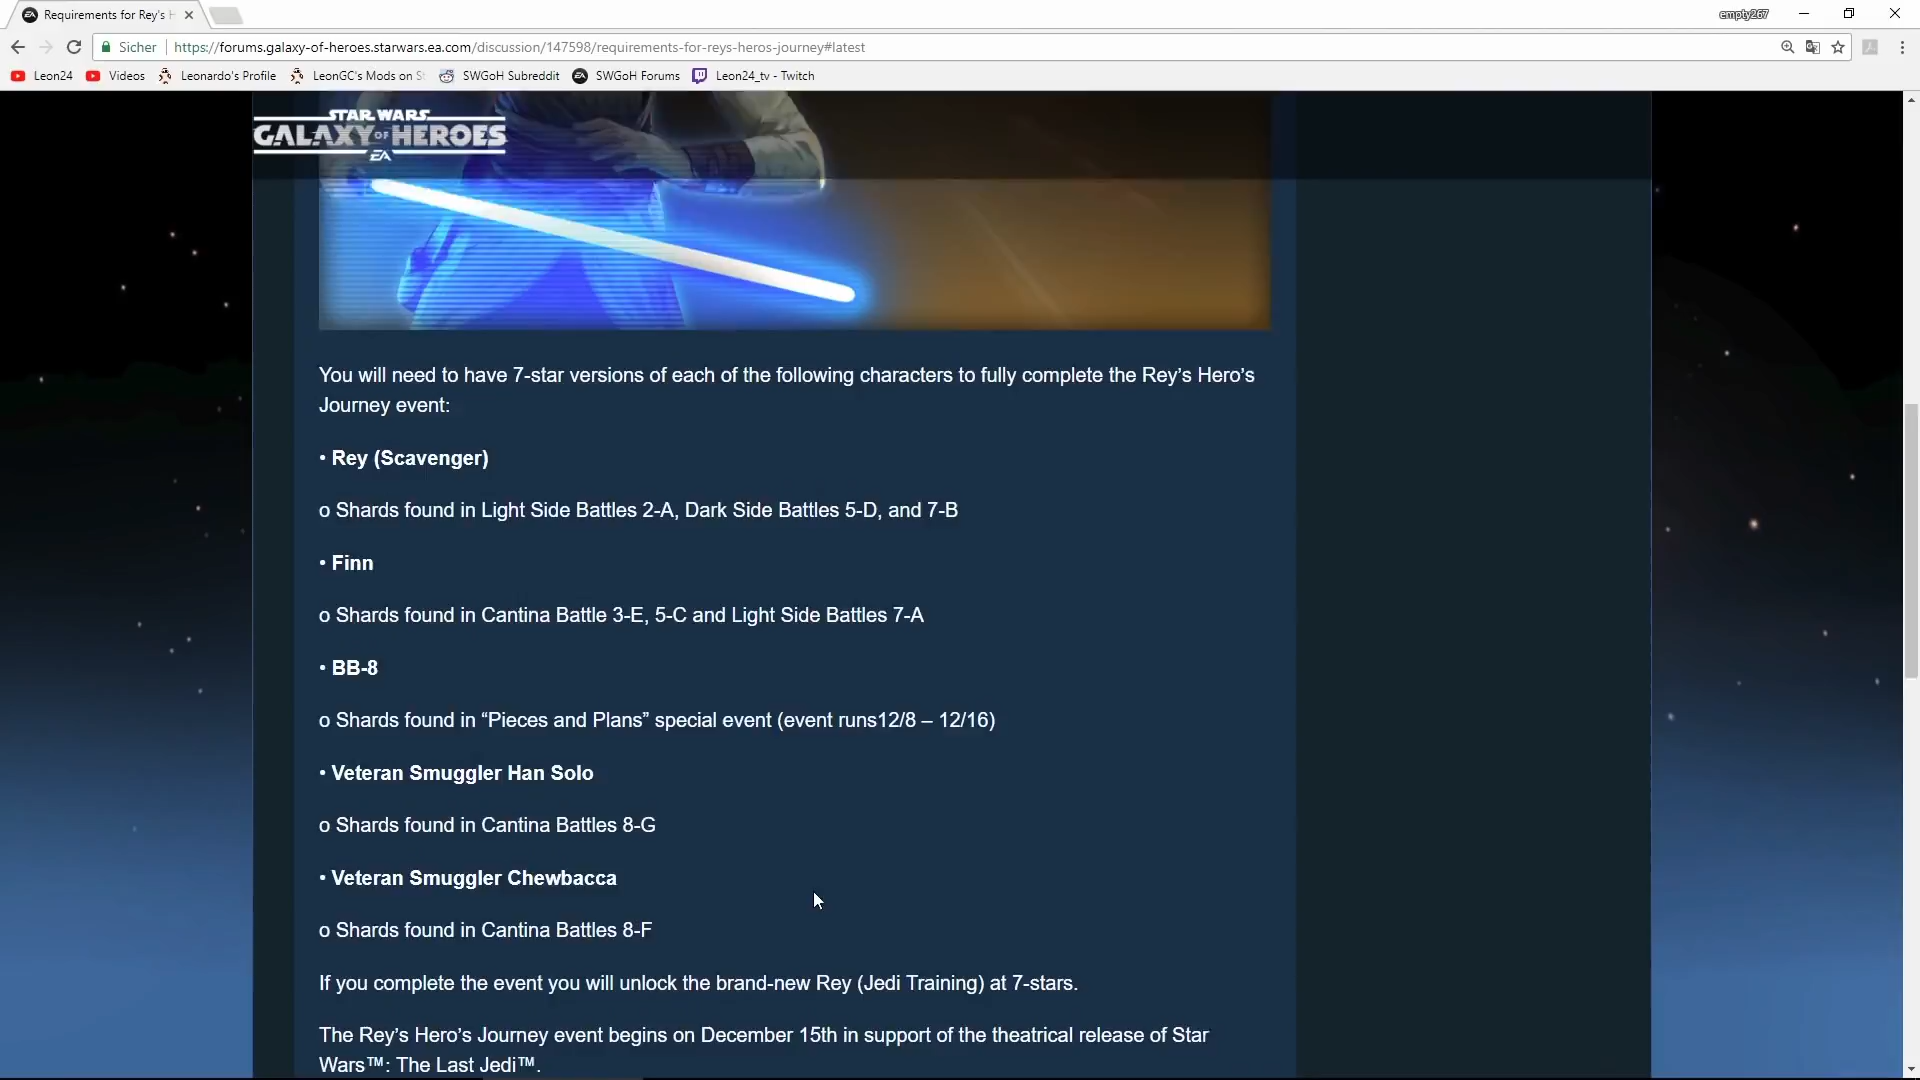 Requirements for Rey's H
empty267
Sicher
https://forums.galaxy-of-heroes.starwars.ea.com/discussion/147598/requirements-for-reys-heros-journey#latest
Leon24 Videos Leonardo's Profile LeonGC's Mods on SWGoH Subreddit SWGoH Forums Leon24_tv - Twitch
STAR WARS
GALAXY OF HEROES
EA
You will need to have 7-star versions of each of the following characters to fully complete the Rey’s Hero’s
Journey event:
• Rey (Scavenger)
o Shards found in Light Side Battles 2-A, Dark Side Battles 5-D, and 7-B
• Finn
o Shards found in Cantina Battle 3-E, 5-C and Light Side Battles 7-A
• BB-8
o Shards found in “Pieces and Plans” special event (event runs12/8 – 12/16)
• Veteran Smuggler Han Solo
o Shards found in Cantina Battles 8-G
• Veteran Smuggler Chewbacca
o Shards found in Cantina Battles 8-F
If you complete the event you will unlock the brand-new Rey (Jedi Training) at 7-stars.
The Rey’s Hero’s Journey event begins on December 15th in support of the theatrical release of Star
Wars™: The Last Jedi™.